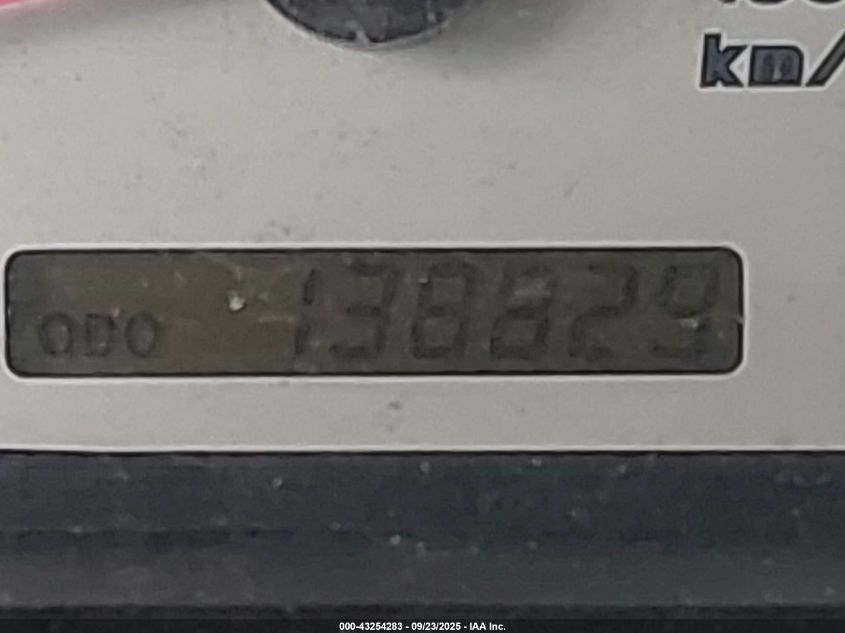 km/
ODO 138829
000-43254283 - 09/23/2025 - IAA Inc.